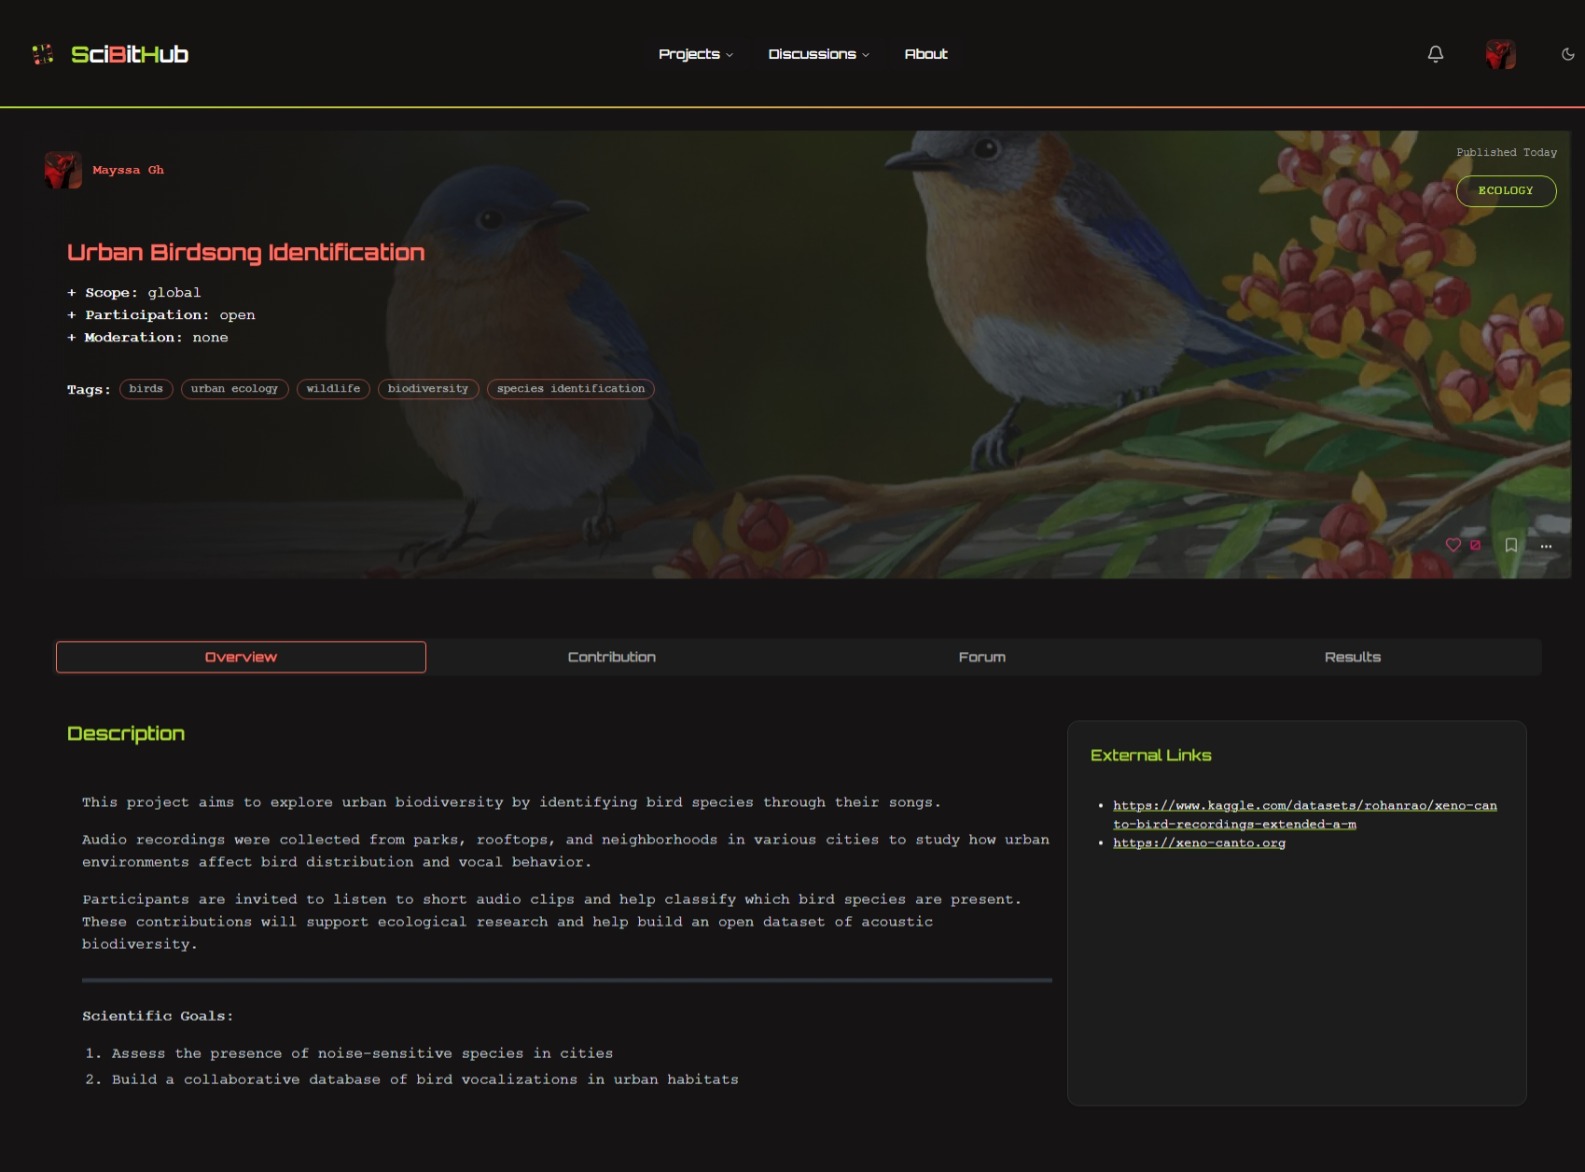 SciBitHub
Projects
Discussions
About
Mayssa Gh
Published Today
ECOLOGY
Urban Birdsong Identification
+ Scope: global
+ Participation: open
+ Moderation: none
Tags: birds urban ecology wildlife biodiversity species identification
0
Overview
Contribution
Forum
Results
Description
This project aims to explore urban biodiversity by identifying bird species through their songs.
Audio recordings were collected from parks, rooftops, and neighborhoods in various cities to study how urban
environments affect bird distribution and vocal behavior.
Participants are invited to listen to short audio clips and help classify which bird species are present.
These contributions will support ecological research and help build an open dataset of acoustic
biodiversity.
Scientific Goals:
1. Assess the presence of noise-sensitive species in cities
2. Build a collaborative database of bird vocalizations in urban habitats
External Links
• https://www.kaggle.com/datasets/rohanrao/xeno-can
to-bird-recordings-extended-a-m
• https://xeno-canto.org